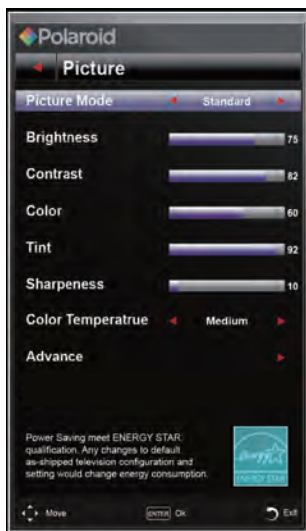 Polaroid
Picture
Picture Mode Standard
Brightness 75
Contrast 82
Color 60
Tint 92
Sharpeness 10
Color Temperatrue Medium
Advance
Power Saving meet ENERGY STAR
qualification. Any changes to default
as-shipped television configuration and
setting would change energy consumption.
energy
ENERGY STAR
Move ENTER Ok Exit